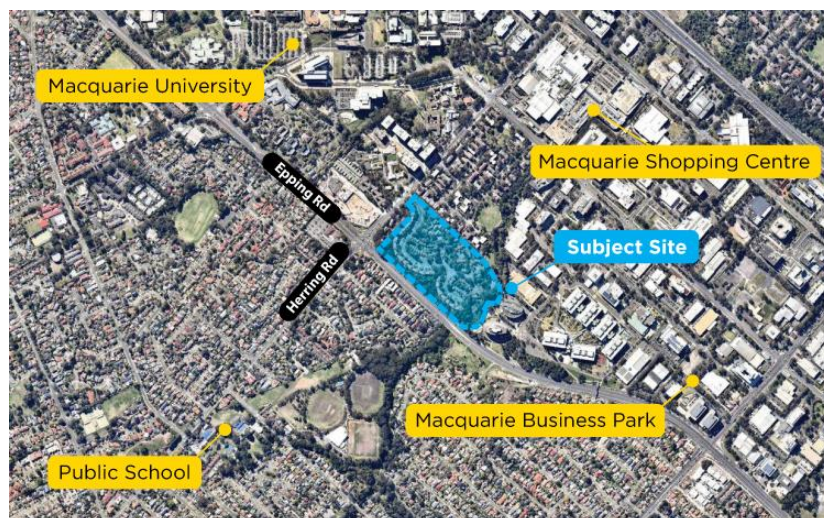 Macquarie University
Macquarie Shopping Centre
Epping Rd
Herring Rd
Subject Site
Macquarie Business Park
Public School